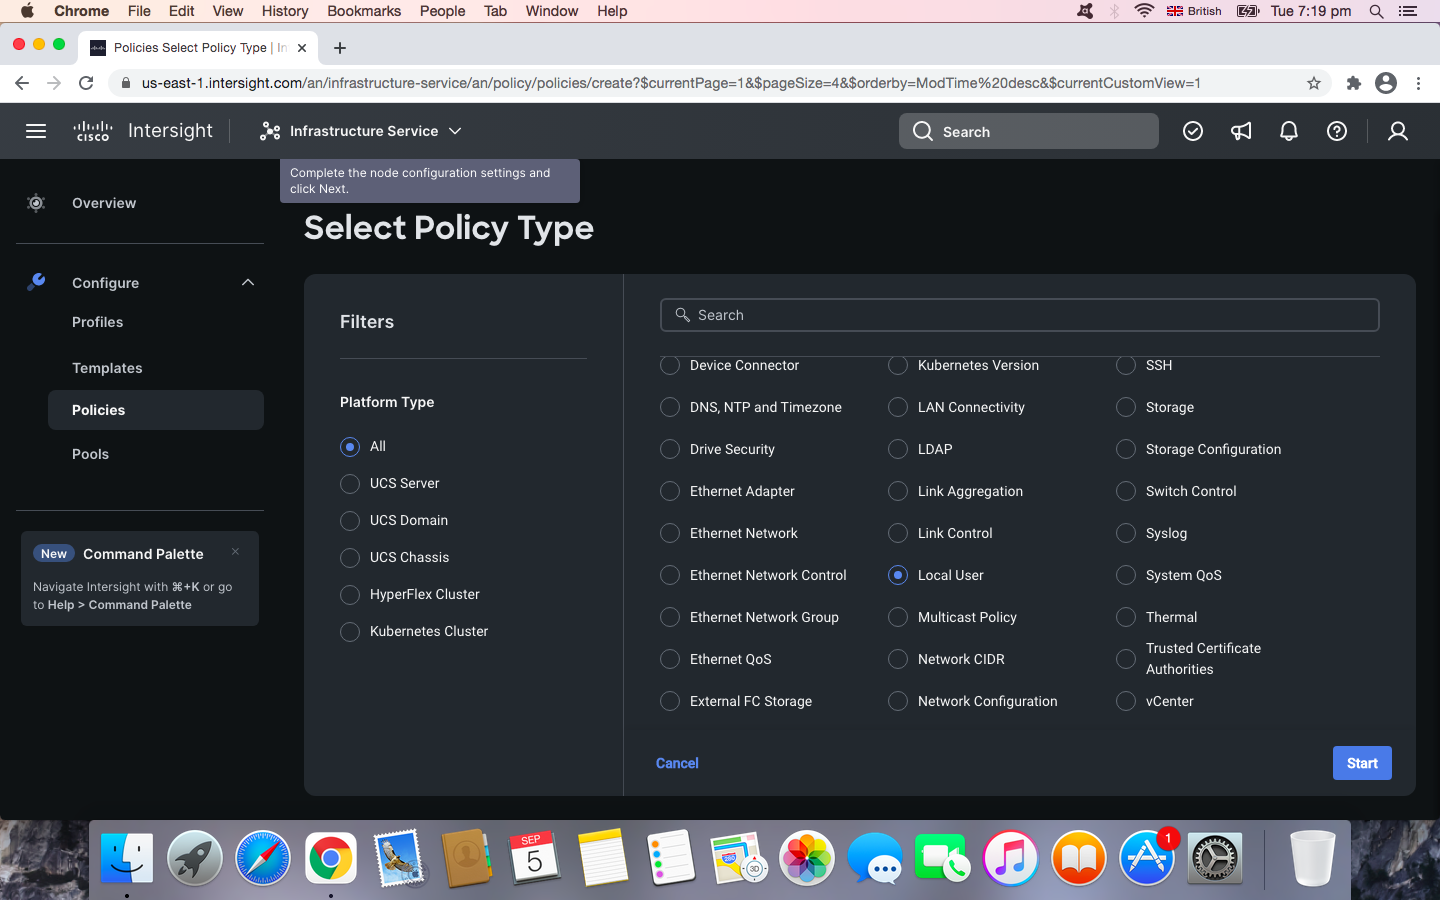 Chrome File Edit View History Bookmarks People Tab Window Help British Tue 7:19 pm
Policies Select Policy Type | In
us-east-1.intersight.com/an/infrastructure-service/an/policy/policies/create?$currentPage=1&$pageSize=4&$orderby=ModTime%20desc&$currentCustomView=1
CISCO Intersight Infrastructure Service Search
Complete the node configuration settings and
click Next.
Overview
Configure
Profiles
Templates
Policies
Pools
New Command Palette
Navigate Intersight with ⌘+K or go
to Help > Command Palette
Select Policy Type
Filters
Platform Type
All
UCS Server
UCS Domain
UCS Chassis
HyperFlex Cluster
Kubernetes Cluster
Search
Device Connector Kubernetes Version SSH
DNS, NTP and Timezone LAN Connectivity Storage
Drive Security LDAP Storage Configuration
Ethernet Adapter Link Aggregation Switch Control
Ethernet Network Link Control Syslog
Ethernet Network Control Local User System QoS
Ethernet Network Group Multicast Policy Thermal
Ethernet QoS Network CIDR Trusted Certificate
Authorities
External FC Storage Network Configuration vCenter
Cancel Start
SEP
5
280
3D
1